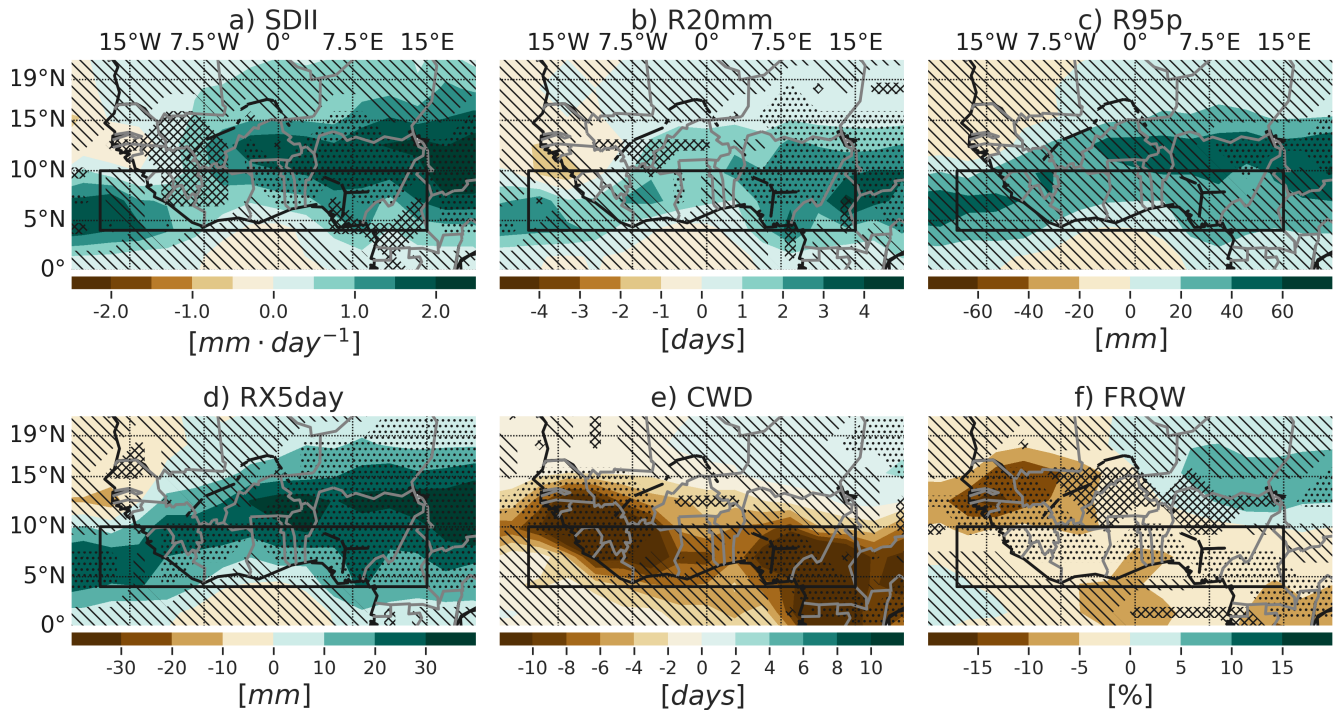 a) SDII b) R20mm c) R95p
15°W 7.5°W 0° 7.5°E 15°E 15°W 7.5°W 0° 7.5°E 15°E 15°W 7.5°W 0° 7.5°E 15°E
19°N
15°N
10°N
5°N
0°
-2.0 -1.0 0.0 1.0 2.0 -4 -3 -2 -1 0 1 2 3 4 -60 -40 -20 0 20 40 60
[mm · day⁻¹] [days] [mm]
d) RX5day e) CWD f) FRQW
19°N
15°N
10°N
5°N
0°
-30 -20 -10 0 10 20 30 -10 -8 -6 -4 -2 0 2 4 6 8 10 -15 -10 -5 0 5 10 15
[mm] [days] [%]